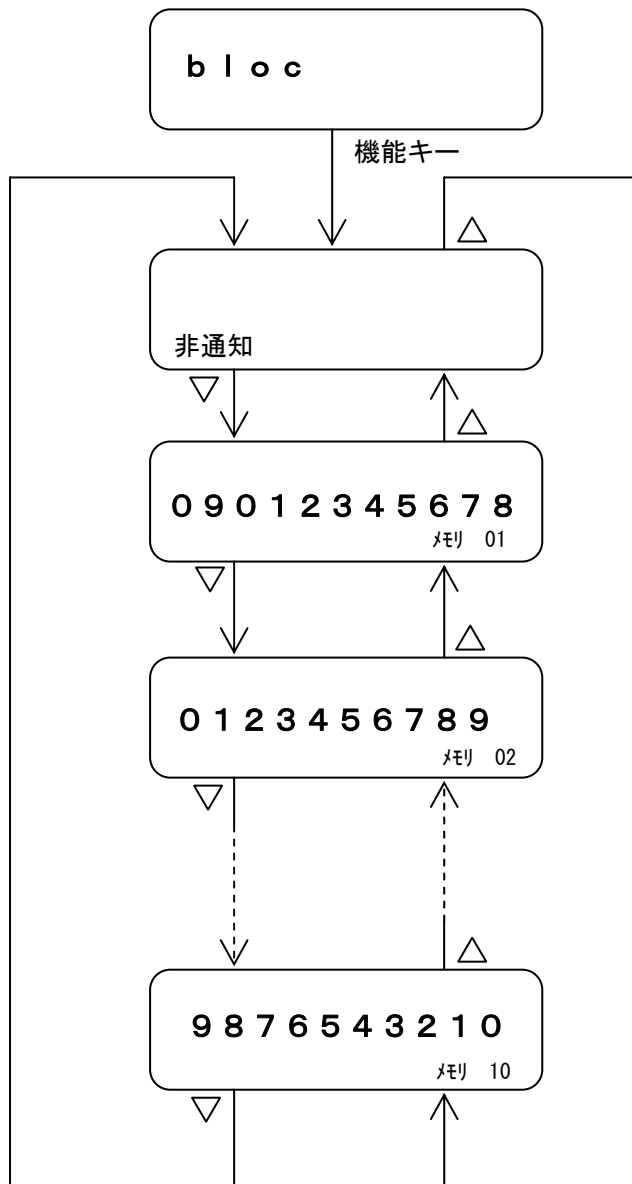 ｂｌｏｃ
機能キー
△
非通知
▽
△
０９０１２３４５６７８
ﾒﾓﾘ 01
▽
△
０１２３４５６７８９
ﾒﾓﾘ 02
▽
△
９８７６５４３２１０
ﾒﾓﾘ 10
▽